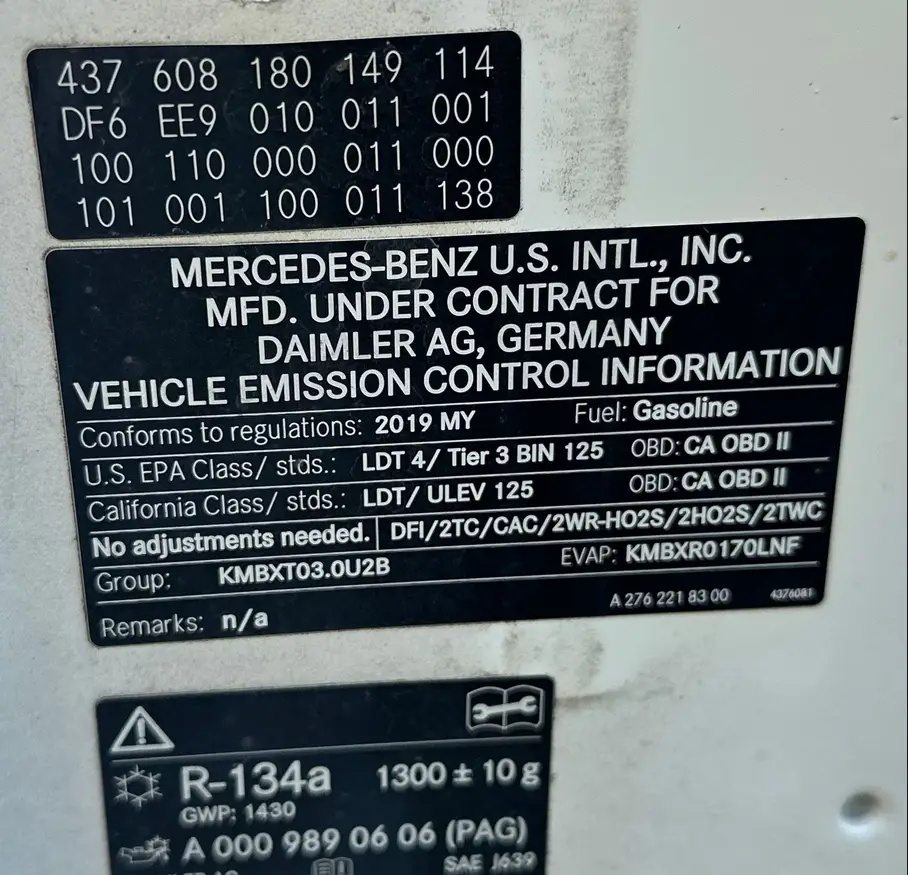 437 608 180 149 114
DF6 EE9 010 011 001
100 110 000 011 000
101 001 100 011 138
MERCEDES-BENZ U.S. INTL., INC.
MFD. UNDER CONTRACT FOR
DAIMLER AG, GERMANY
VEHICLE EMISSION CONTROL INFORMATION
Conforms to regulations: 2019 MY Fuel: Gasoline
U.S. EPA Class/ stds.: LDT 4/ Tier 3 BIN 125 OBD: CA OBD II
California Class/ stds.: LDT/ ULEV 125 OBD: CA OBD II
No adjustments needed. DFI/2TC/CAC/2WR-HO2S/2HO2S/2TWC
Group: KMBXT03.0U2B EVAP: KMBXR0170LNF
Remarks: n/a A 276 221 83 00 4376081
R-134a 1300 ± 10 g
GWP: 1430
A 000 989 06 06 (PAG)
SAE J639